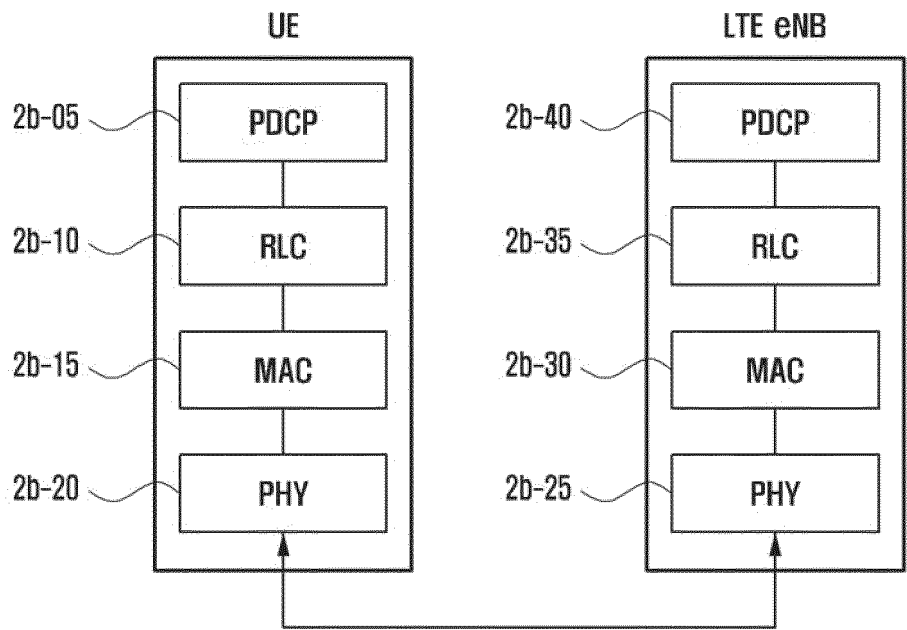 UE
LTE eNB
2b-05
PDCP
2b-40
PDCP
2b-10
RLC
2b-35
RLC
2b-15
MAC
2b-30
MAC
2b-20
PHY
2b-25
PHY